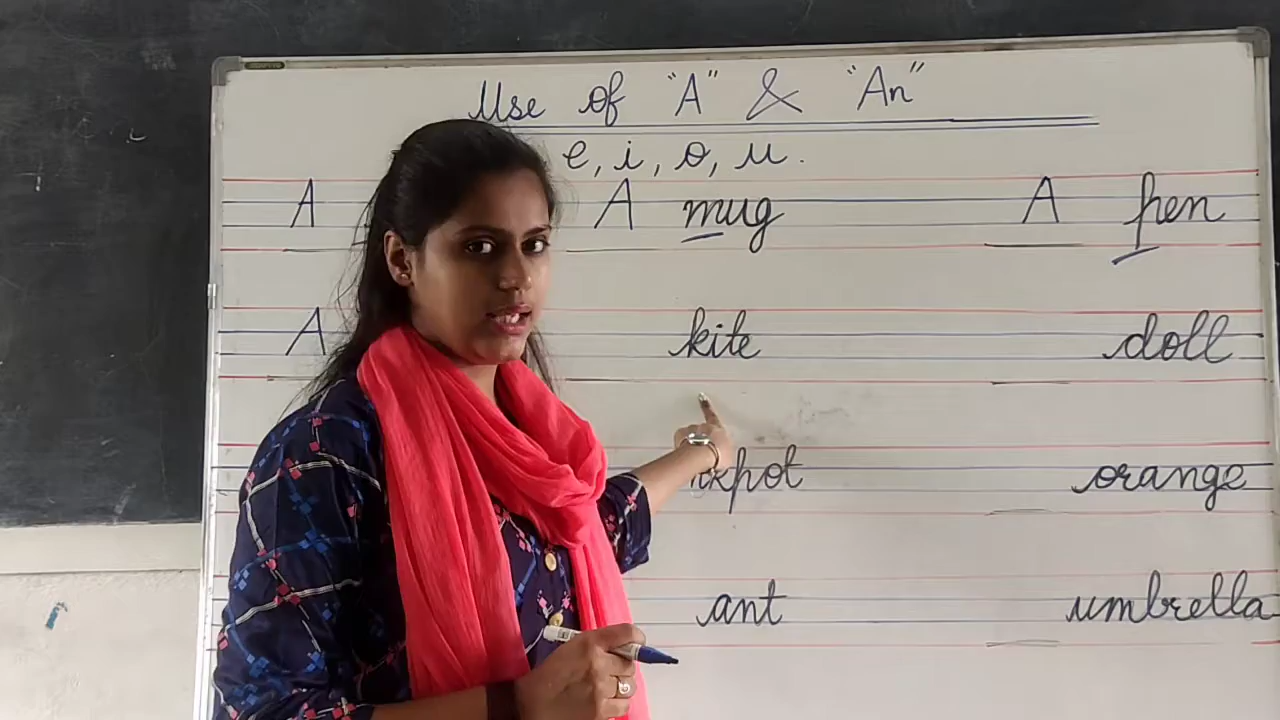 Use of "A" & "An"
e, i, o, u.
A A mug A pen
A kite doll
kpot orange
ant umbrella